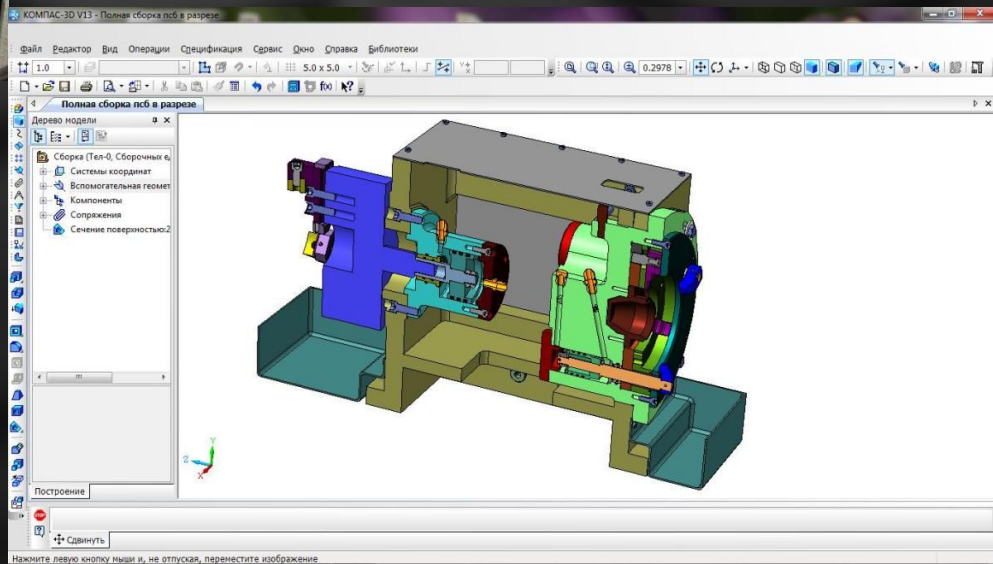 КОМПАС-3D V13 - Полная сборка псб в разрезе
Файл Редактор Вид Операции Спецификация Сервис Окно Справка Библиотеки
1.0 5.0 x 5.0 0.2978
f(x)
Полная сборка псб в разрезе
Дерево модели
Сборка (Тел-0, Сборочных е
Системы координат
Вспомогательная геомет
Компоненты
Сопряжения
Сечение поверхностью:2
Y
Z
X
Построение
STOP
Сдвинуть
Нажмите левую кнопку мыши и, не отпуская, переместите изображение